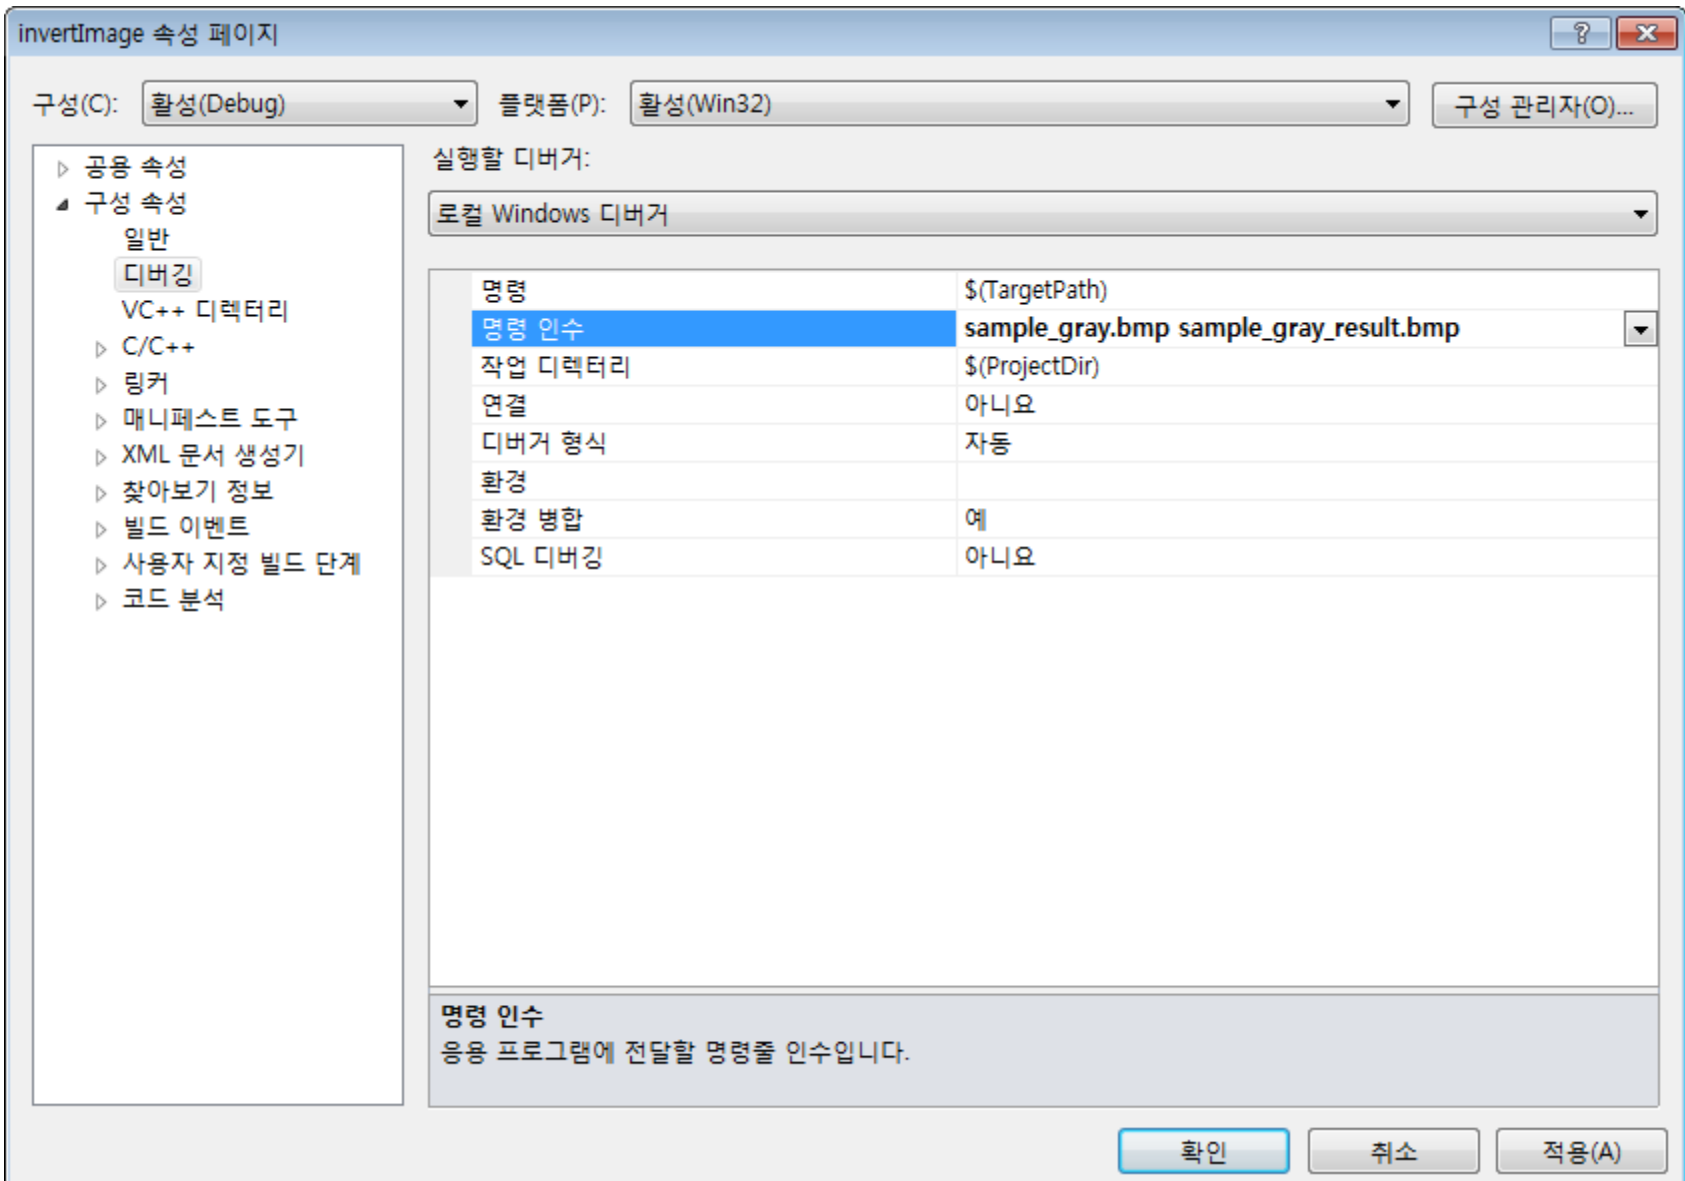 invertImage 속성 페이지
구성(C): 활성(Debug) 플랫폼(P): 활성(Win32) 구성 관리자(O)...
공용 속성
구성 속성
일반
디버깅
VC++ 디렉터리
C/C++
링커
매니페스트 도구
XML 문서 생성기
찾아보기 정보
빌드 이벤트
사용자 지정 빌드 단계
코드 분석
실행할 디버거:
로컬 Windows 디버거
명령 $(TargetPath)
명령 인수 sample_gray.bmp sample_gray_result.bmp
작업 디렉터리 $(ProjectDir)
연결 아니요
디버거 형식 자동
환경
환경 병합 예
SQL 디버깅 아니요
명령 인수
응용 프로그램에 전달할 명령줄 인수입니다.
확인 취소 적용(A)